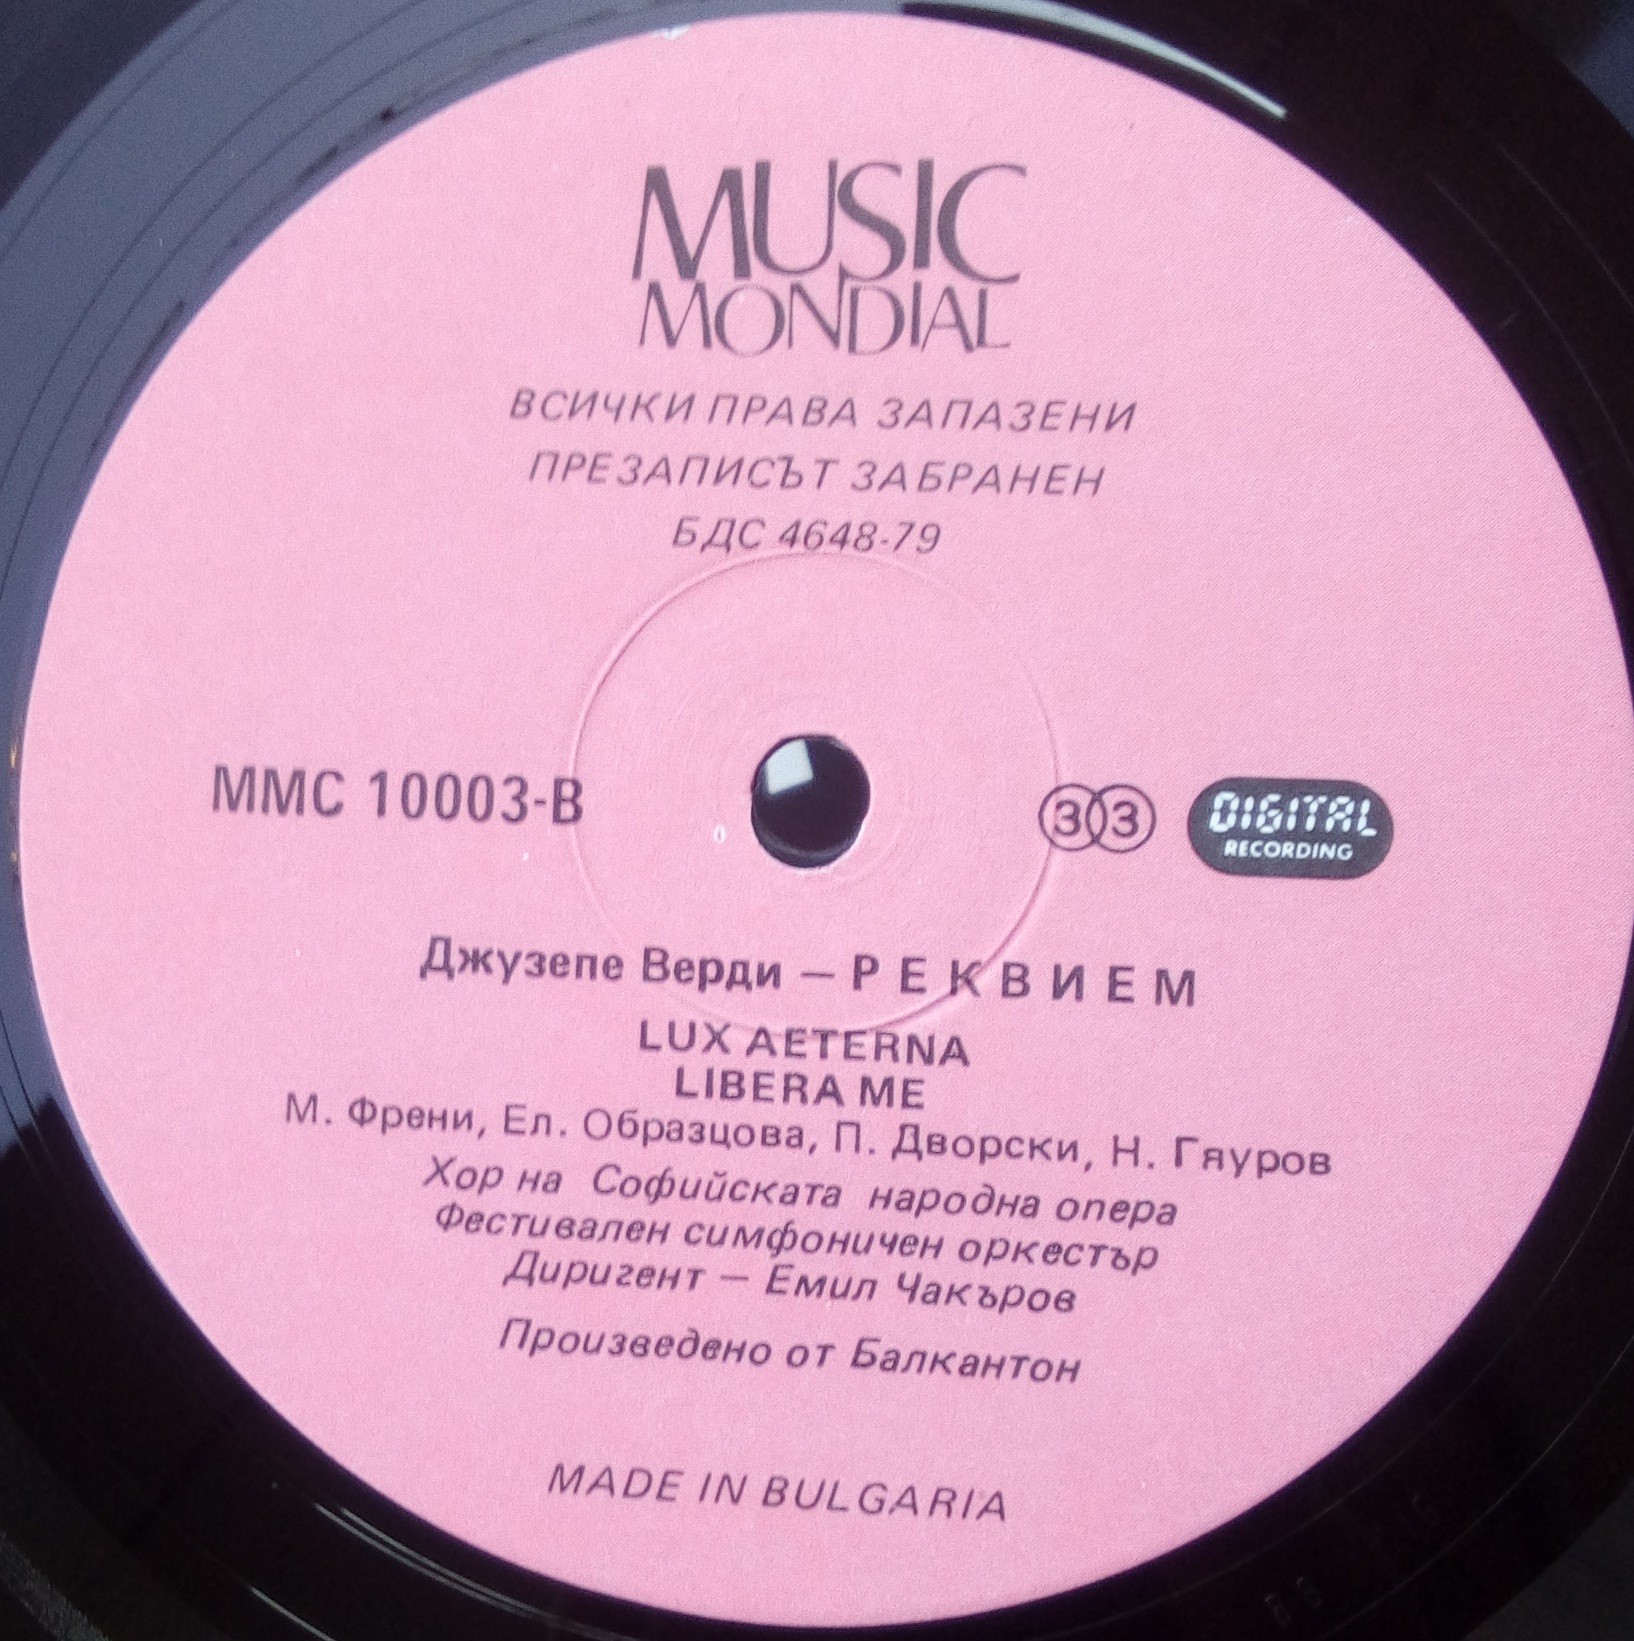 MUSIC
MONDIAL
ВСИЧКИ ПРАВА ЗАПАЗЕНИ
ПРЕЗАПИСЪТ ЗАБРАНЕН
БДС 4648-79
ММС 10003-В
33
DIGITAL
RECORDING
Джузепе Верди — РЕКВИЕМ
LUX AETERNA
LIBERA ME
М. Френи, Ел. Образцова, П. Дворски, Н. Гяуров
Хор на Софийската народна опера
Фестивален симфоничен оркестър
Диригент — Емил Чакъров
Произведено от Балкантон
MADE IN BULGARIA